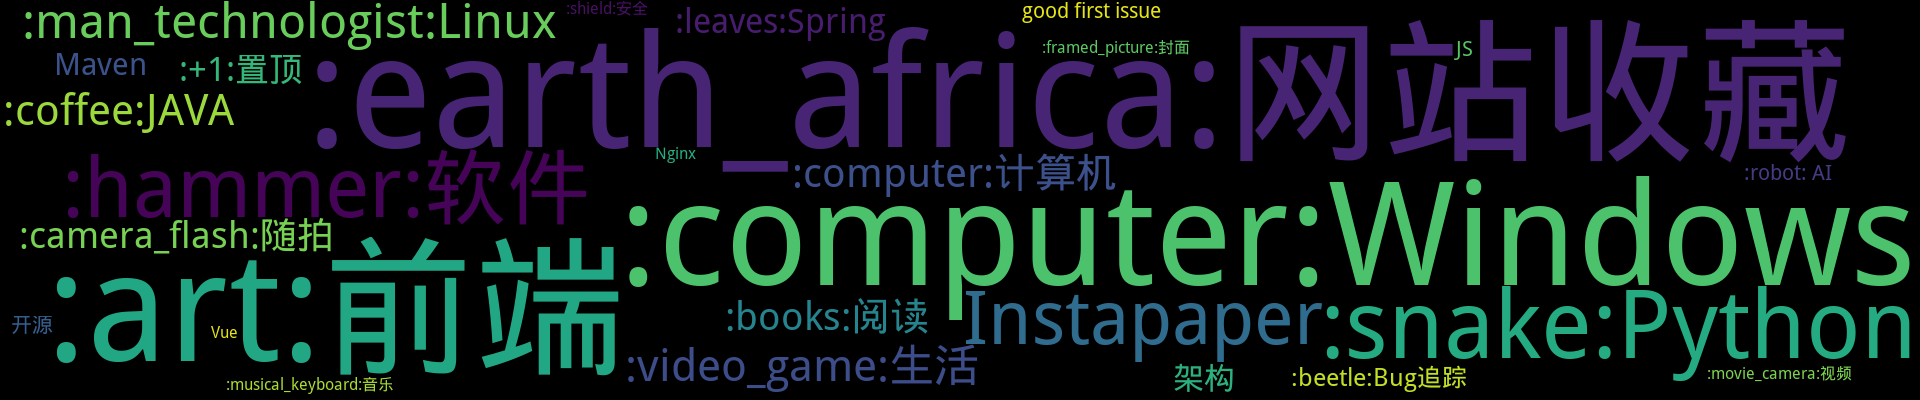 :man_technologist:Linux
:shield:安全
:leaves:Spring
good first issue
:framed_picture:封面
JS
Maven
:+1:置顶
:earth_africa:网站收藏
:coffee:JAVA
Nginx
:hammer:软件
:computer:计算机
:robot: AI
:camera_flash:随拍
:computer:Windows
:art:前端
:books:阅读
Instapaper
:snake:Python
开源
Vue
:video_game:生活
:musical_keyboard:音乐
架构
:beetle:Bug追踪
:movie_camera:视频